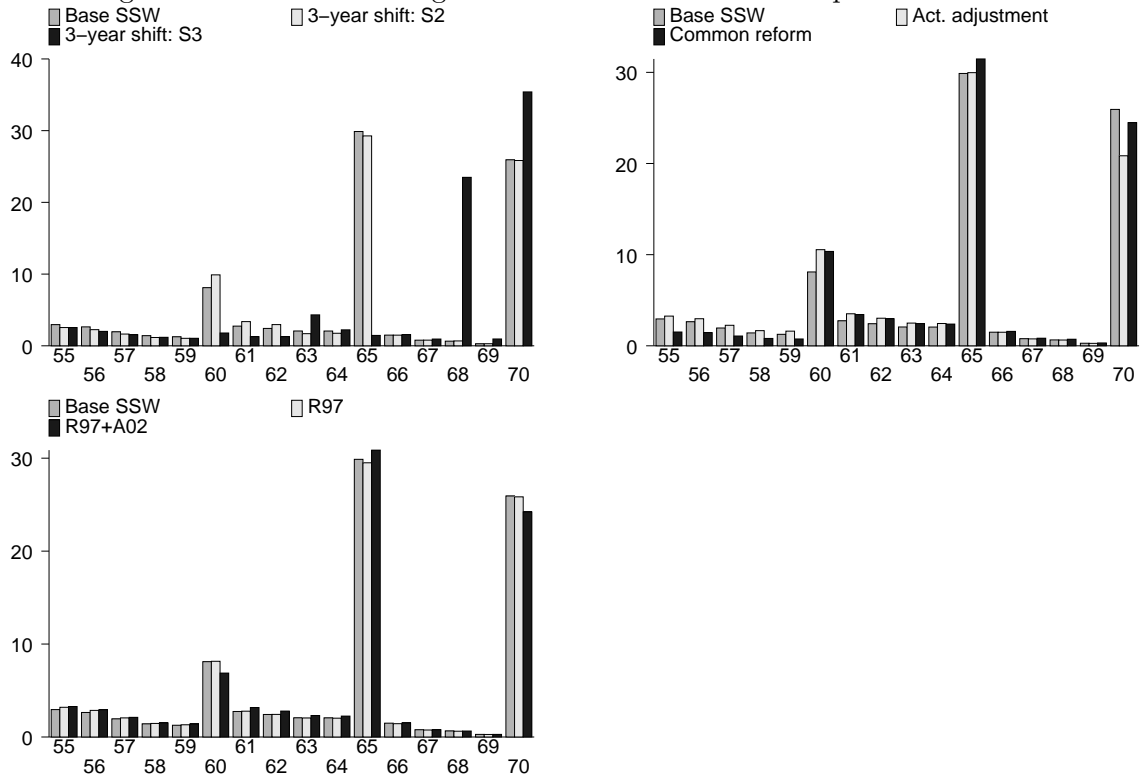 Base SSW 3−year shift: S2
3−year shift: S3
40
30
20
10
0
55 57 59 61 63 65 67 69
56 58 60 62 64 66 68 70
Base SSW Act. adjustment
Common reform
30
20
10
0
55 57 59 61 63 65 67 69
56 58 60 62 64 66 68 70
Base SSW R97
R97+A02
30
20
10
0
55 57 59 61 63 65 67 69
56 58 60 62 64 66 68 70